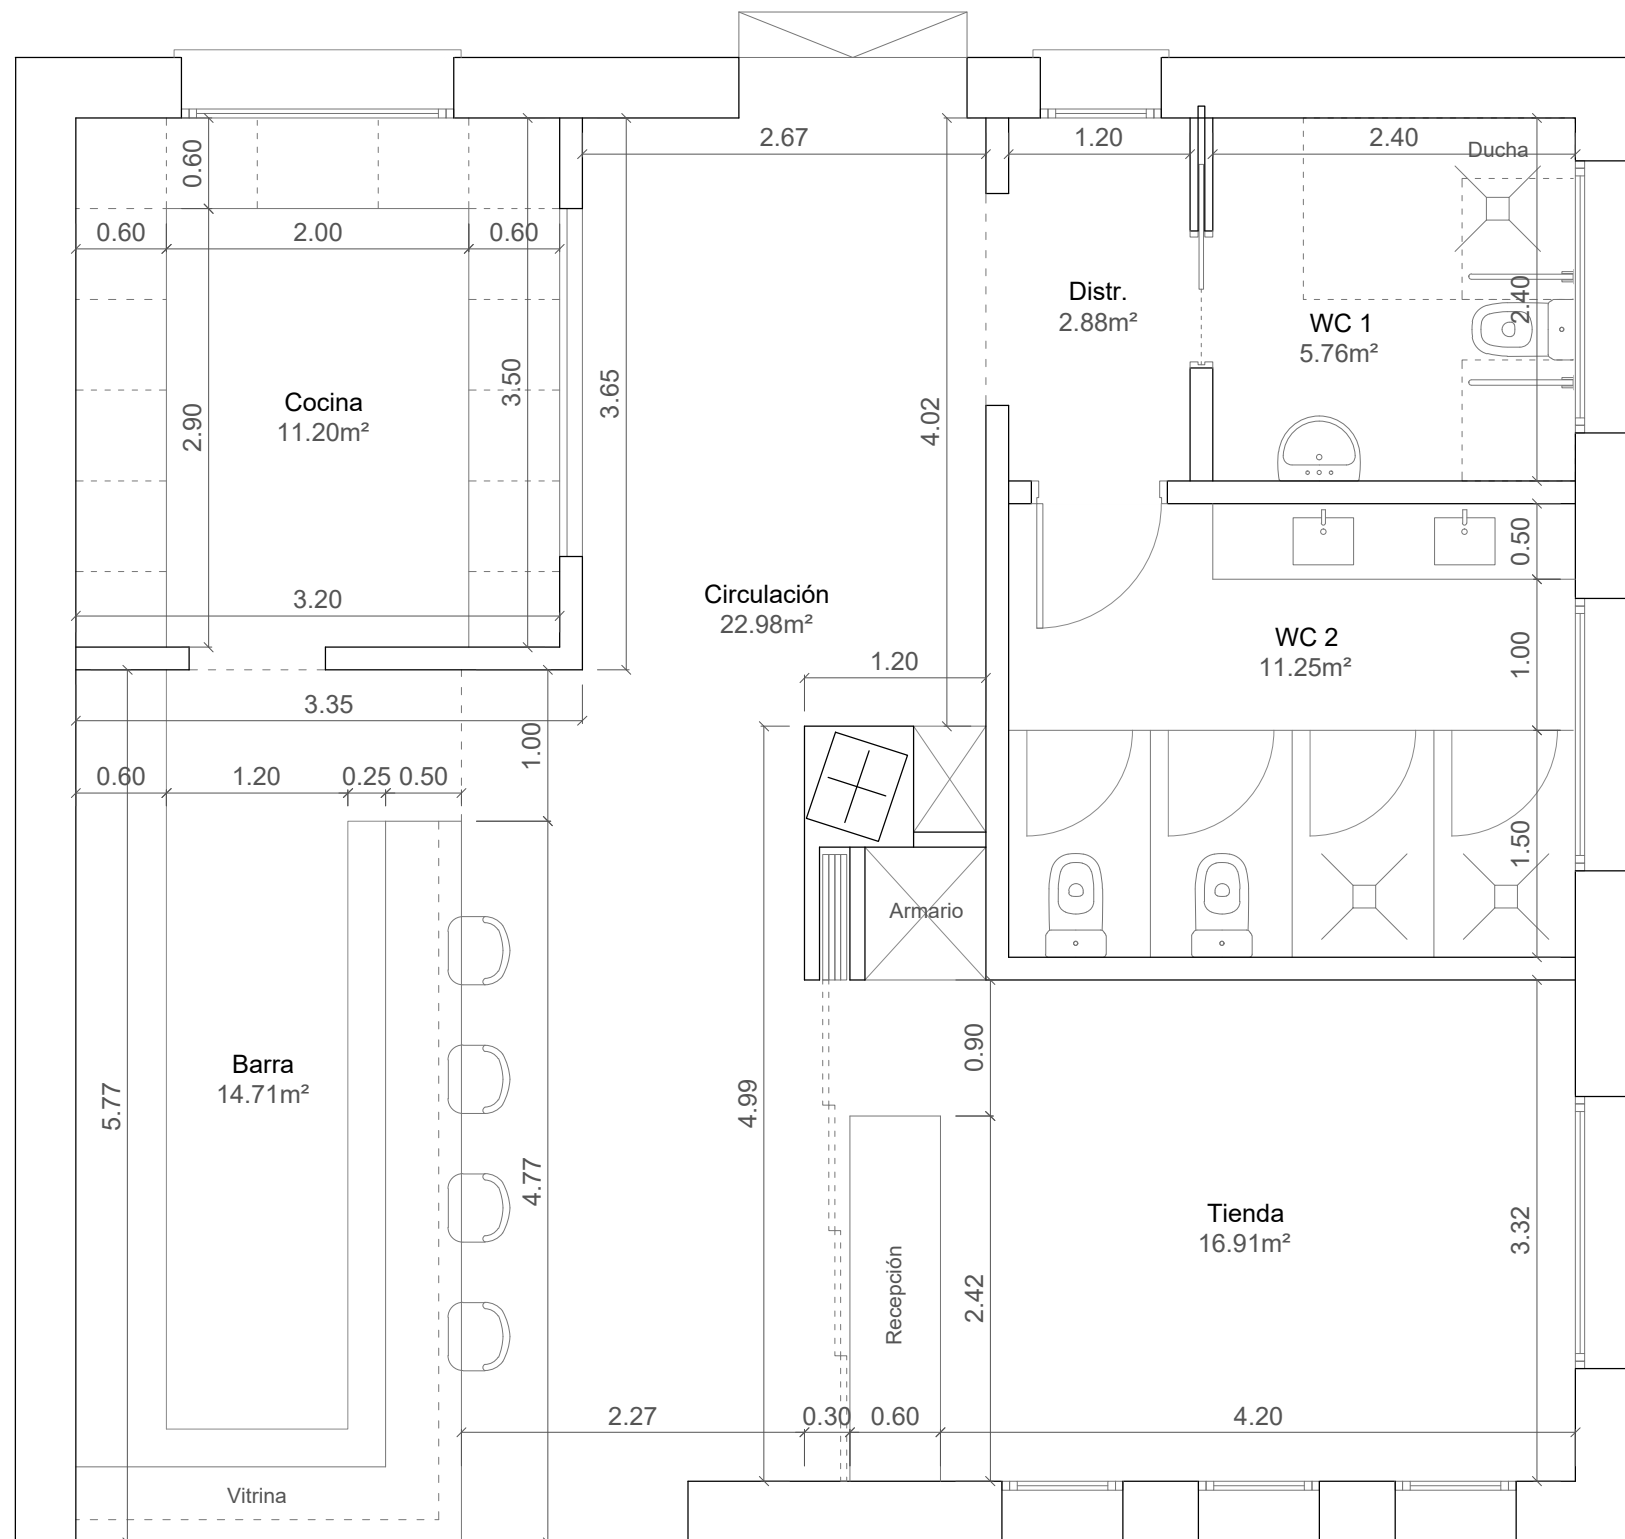 2.67
1.20
2.40
Ducha
0.60
0.60
2.00
0.60
Distr.
2.88m²
2.40
WC 1
5.76m²
3.50
3.65
Cocina
11.20m²
2.90
4.02
0.50
3.20
Circulación
22.98m²
WC 2
11.25m²
1.00
1.20
3.35
1.00
0.60
1.20
0.25
0.50
1.50
Armario
0.90
Barra
14.71m²
5.77
4.99
4.77
Tienda
16.91m²
3.32
Recepción
2.42
2.27
0.30
0.60
4.20
Vitrina